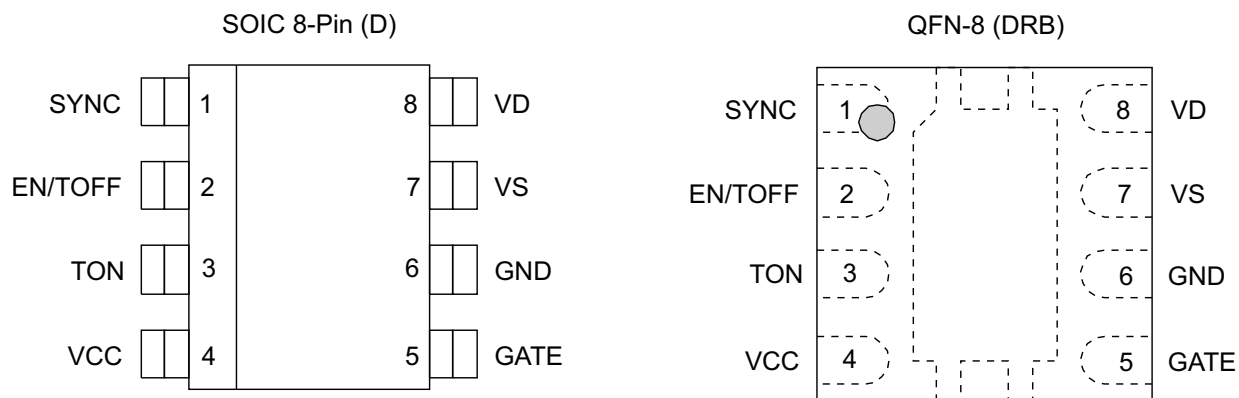 SOIC 8-Pin (D)
SYNC 1 8 VD
EN/TOFF 2 7 VS
TON 3 6 GND
VCC 4 5 GATE
QFN-8 (DRB)
SYNC 1 8 VD
EN/TOFF 2 7 VS
TON 3 6 GND
VCC 4 5 GATE